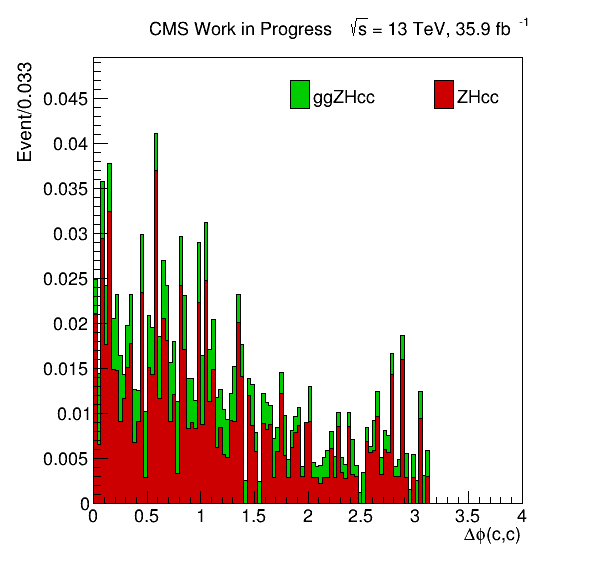 CMS Work in Progress √s = 13 TeV, 35.9 fb -1
Event/0.033
ggZHcc ZHcc
0.045
0.04
0.035
0.03
0.025
0.02
0.015
0.01
0.005
0
0 0.5 1 1.5 2 2.5 3 3.5 4
Δϕ(c,c)